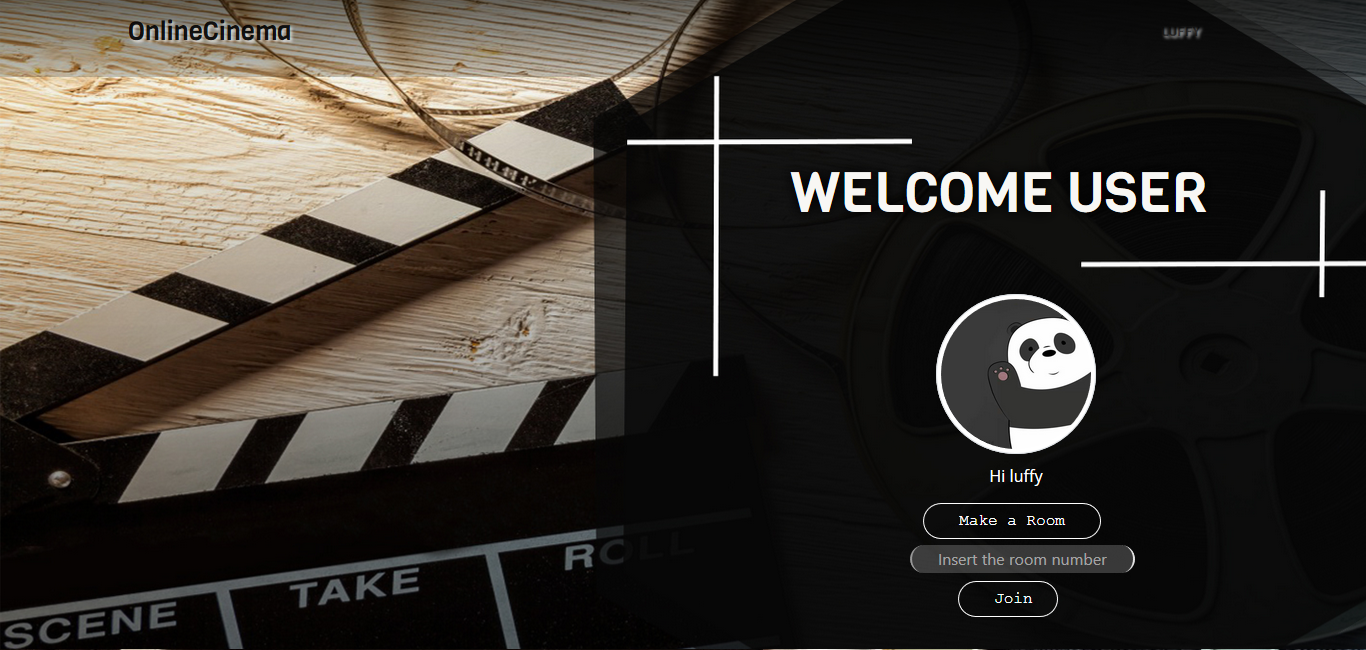 OnlineCinema
LUFFY
WELCOME USER
Hi luffy
Make a Room
Insert the room number
Join
ROLL
TAKE
SCENE